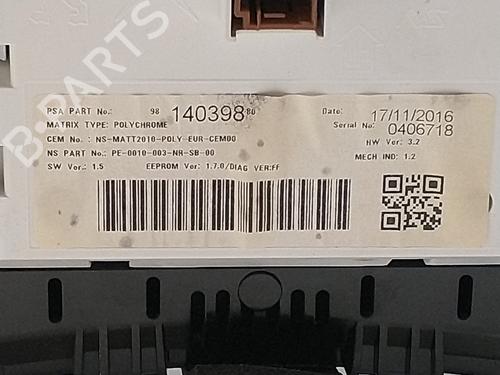 B-PARTS
PSA PART No.: 98 140398 80
MATRIX TYPE: POLYCHROME
CEM No.: NS-MATT2010-POLY-EUR-CEM00
NS PART No: PE-0010-003-NR-SB-00
SW Ver: 1.5 EEPROM Ver: 1.7.0/DIAG VER:FF
Date: 17/11/2016
Serial No: 0406718
HW Ver: 3.2
MECH IND: 1.2